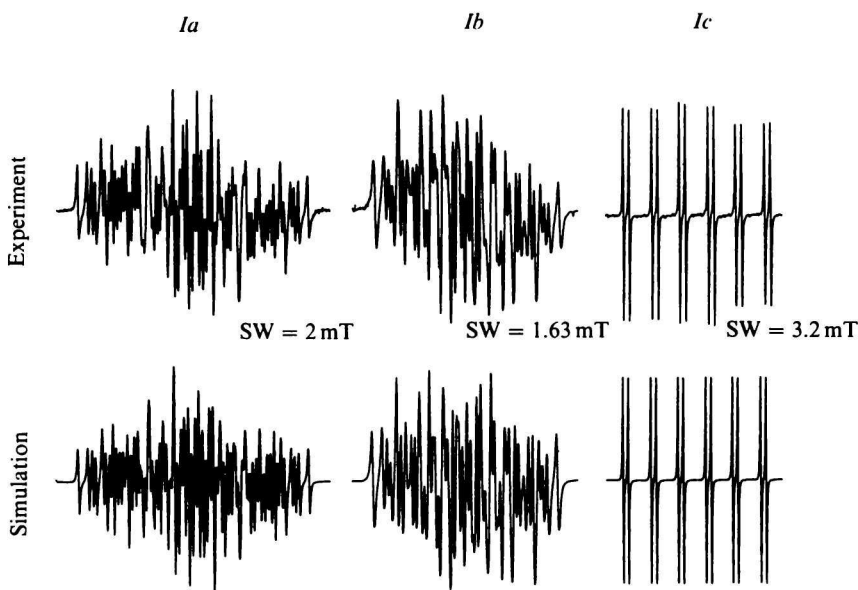 Ia Ib Ic
Experiment
SW = 2 mT SW = 1.63 mT SW = 3.2 mT
Simulation